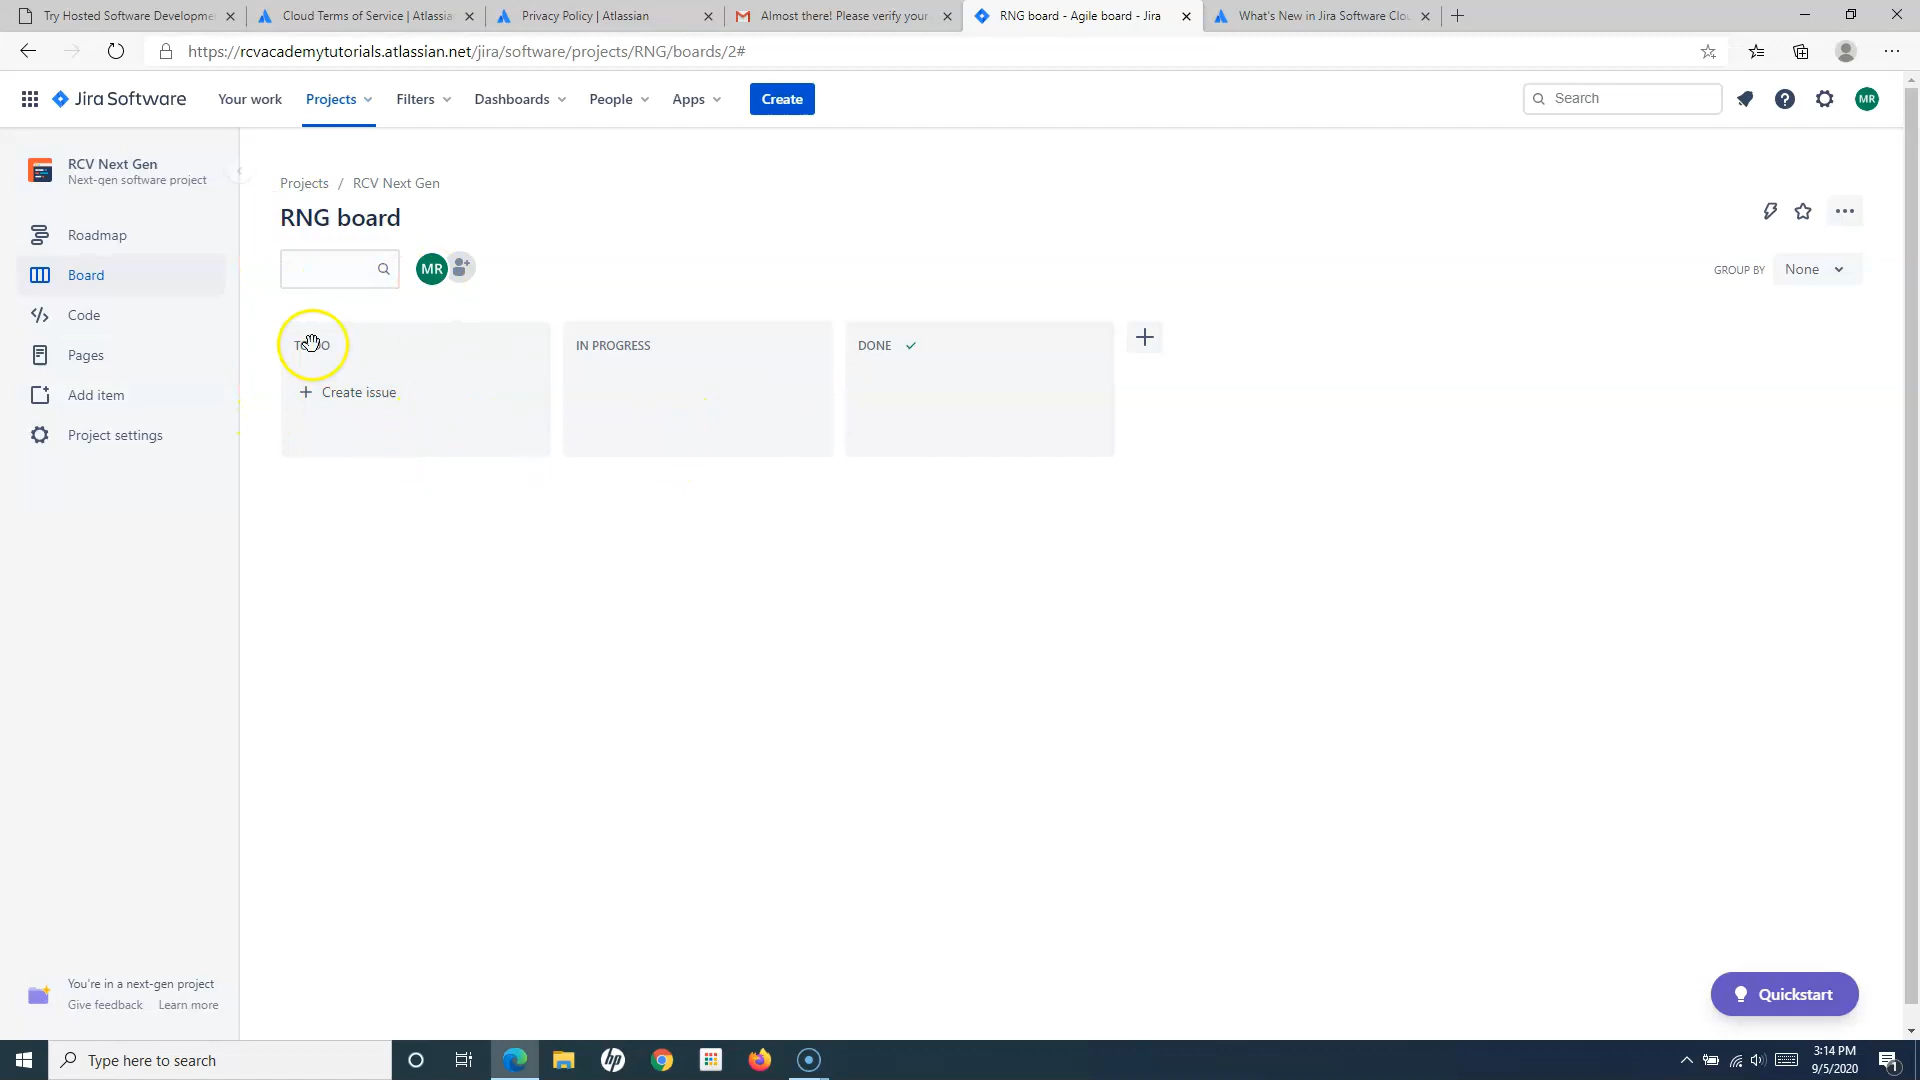 Try Hosted Software Developme
Cloud Terms of Service | Atlassia
Privacy Policy | Atlassian
Almost there! Please verify your
RNG board - Agile board - Jira
What's New in Jira Software Clou
https://rcvacademytutorials.atlassian.net/jira/software/projects/RNG/boards/2#
Jira Software
Your work
Projects
Filters
Dashboards
People
Apps
Create
Search
MR
RCV Next Gen
Next-gen software project
Roadmap
Board
Code
Pages
Add item
Project settings
Projects / RCV Next Gen
RNG board
MR
GROUP BY
None
IN PROGRESS
DONE
+ Create issue
You're in a next-gen project
Give feedback
Learn more
Quickstart
Type here to search
hp
3:14 PM
9/5/2020
1